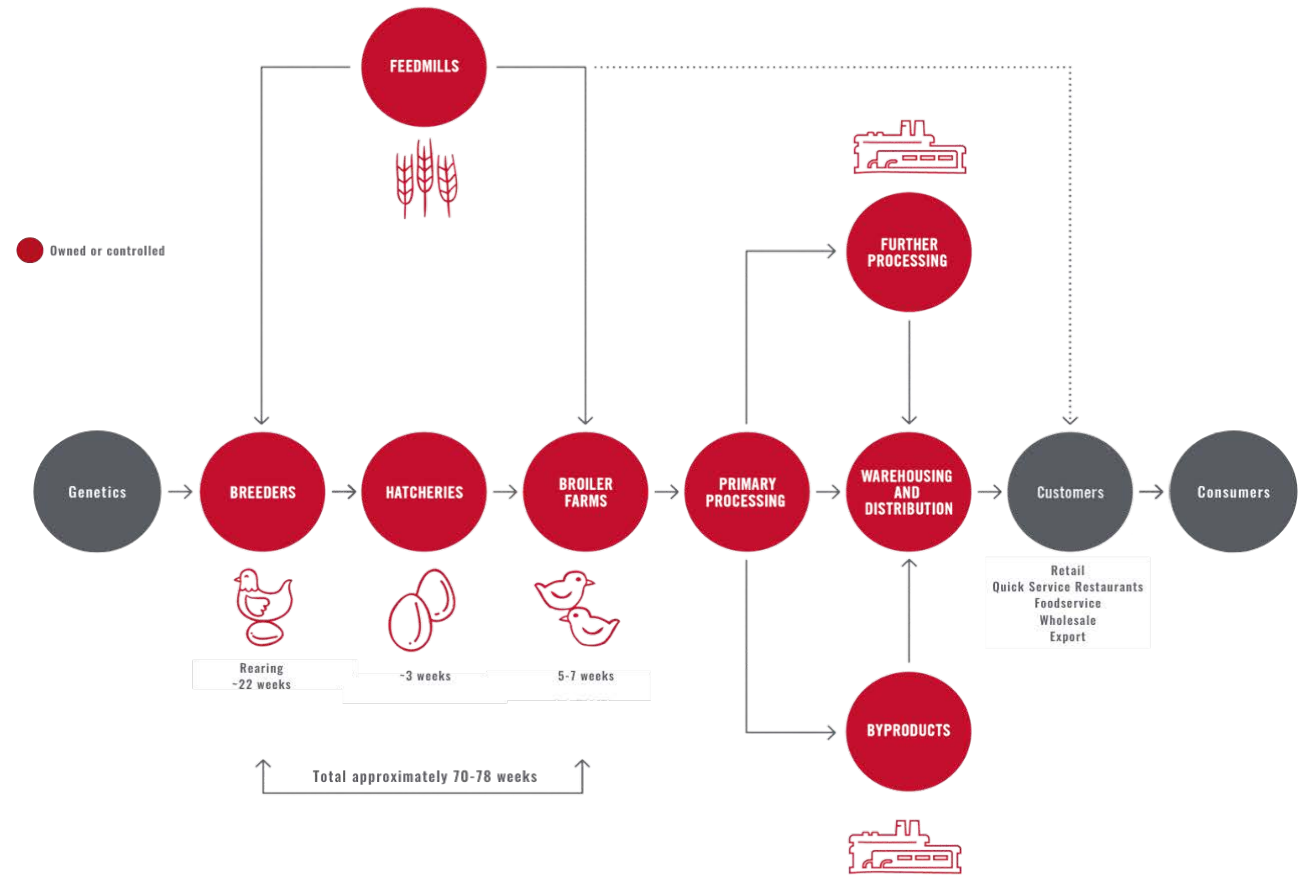 FEEDMILLS
Owned or controlled
FURTHER
PROCESSING
Genetics
BREEDERS
HATCHERIES
BROILER
FARMS
PRIMARY
PROCESSING
WAREHOUSING
AND
DISTRIBUTION
Customers
Consumers
Rearing
~22 weeks
~3 weeks
5-7 weeks
Retail
Quick Service Restaurants
Foodservice
Wholesale
Export
BYPRODUCTS
Total approximately 70-78 weeks